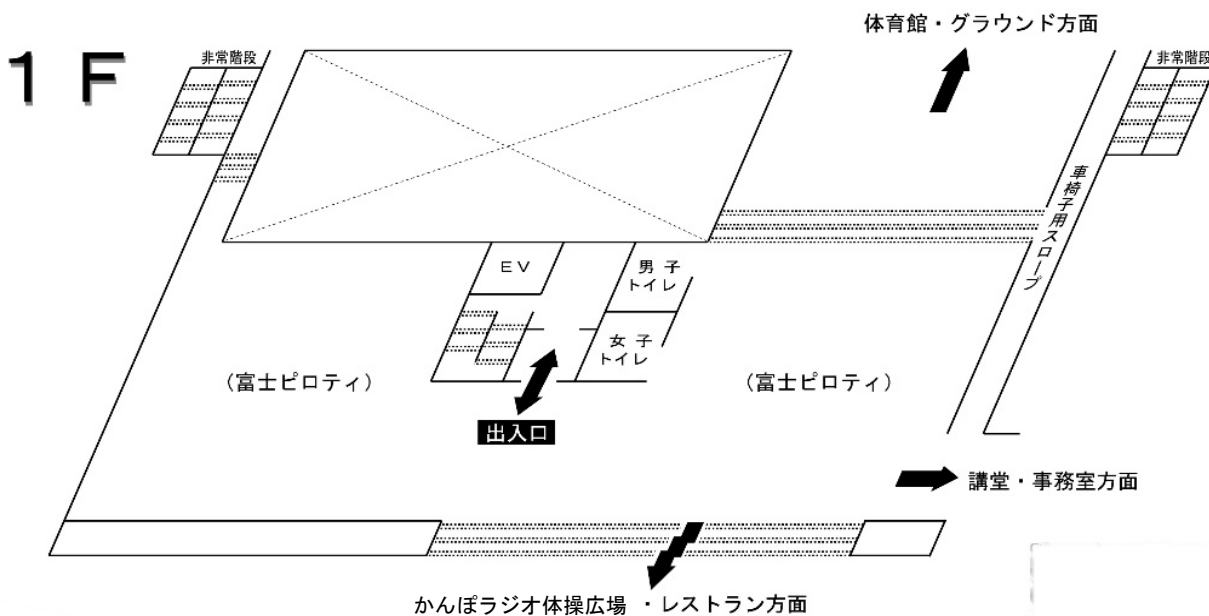 体育館・グラウンド方面
１Ｆ
非常階段
非常階段
車椅子用スロープ
ＥＶ
男子
トイレ
女子
トイレ
（富士ピロティ）
（富士ピロティ）
出入口
講堂・事務室方面
かんぽラジオ体操広場・レストラン方面